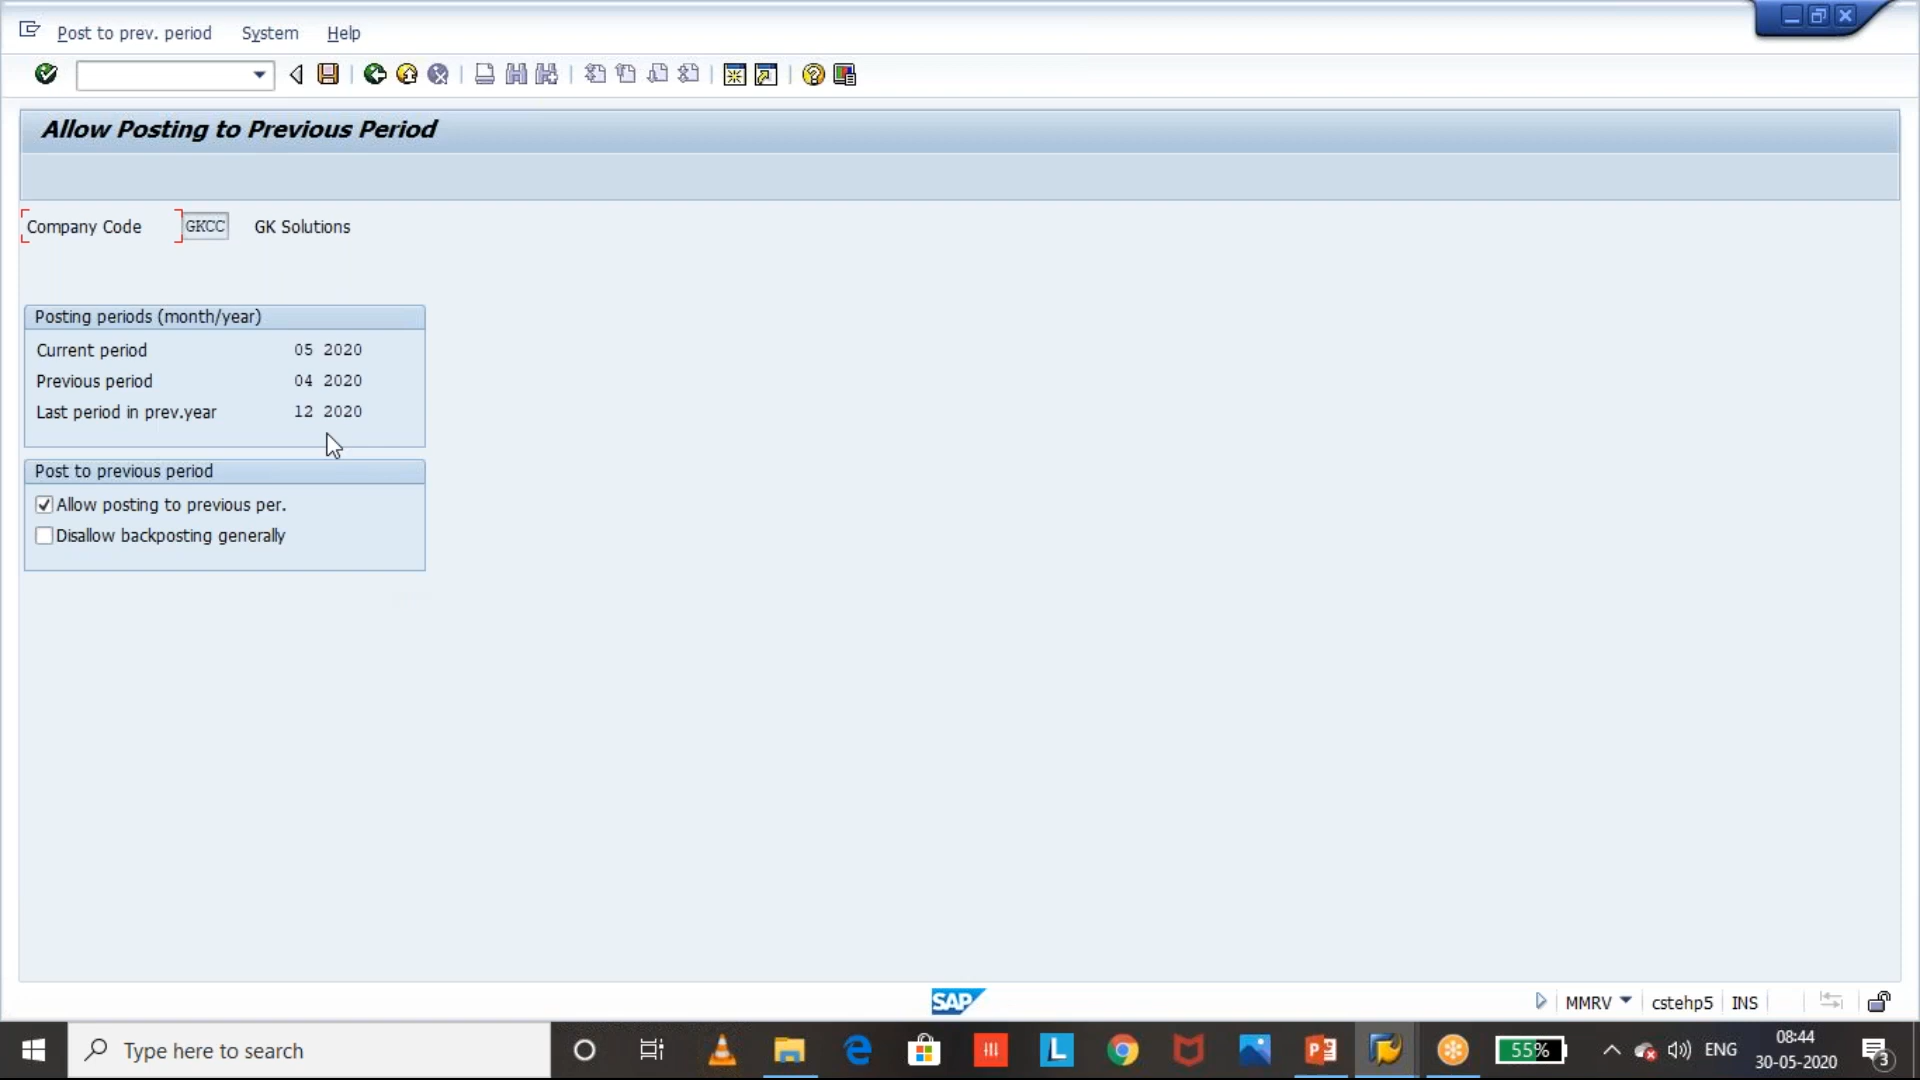 Post to prev. period System Help
Allow Posting to Previous Period
Company Code GKCC GK Solutions
Posting periods (month/year)
Current period 05 2020
Previous period 04 2020
Last period in prev.year 12 2020
Post to previous period
Allow posting to previous per.
Disallow backposting generally
SAP
MMRV cstehp5 INS
Type here to search
L
55%
ENG
08:44
30-05-2020
3